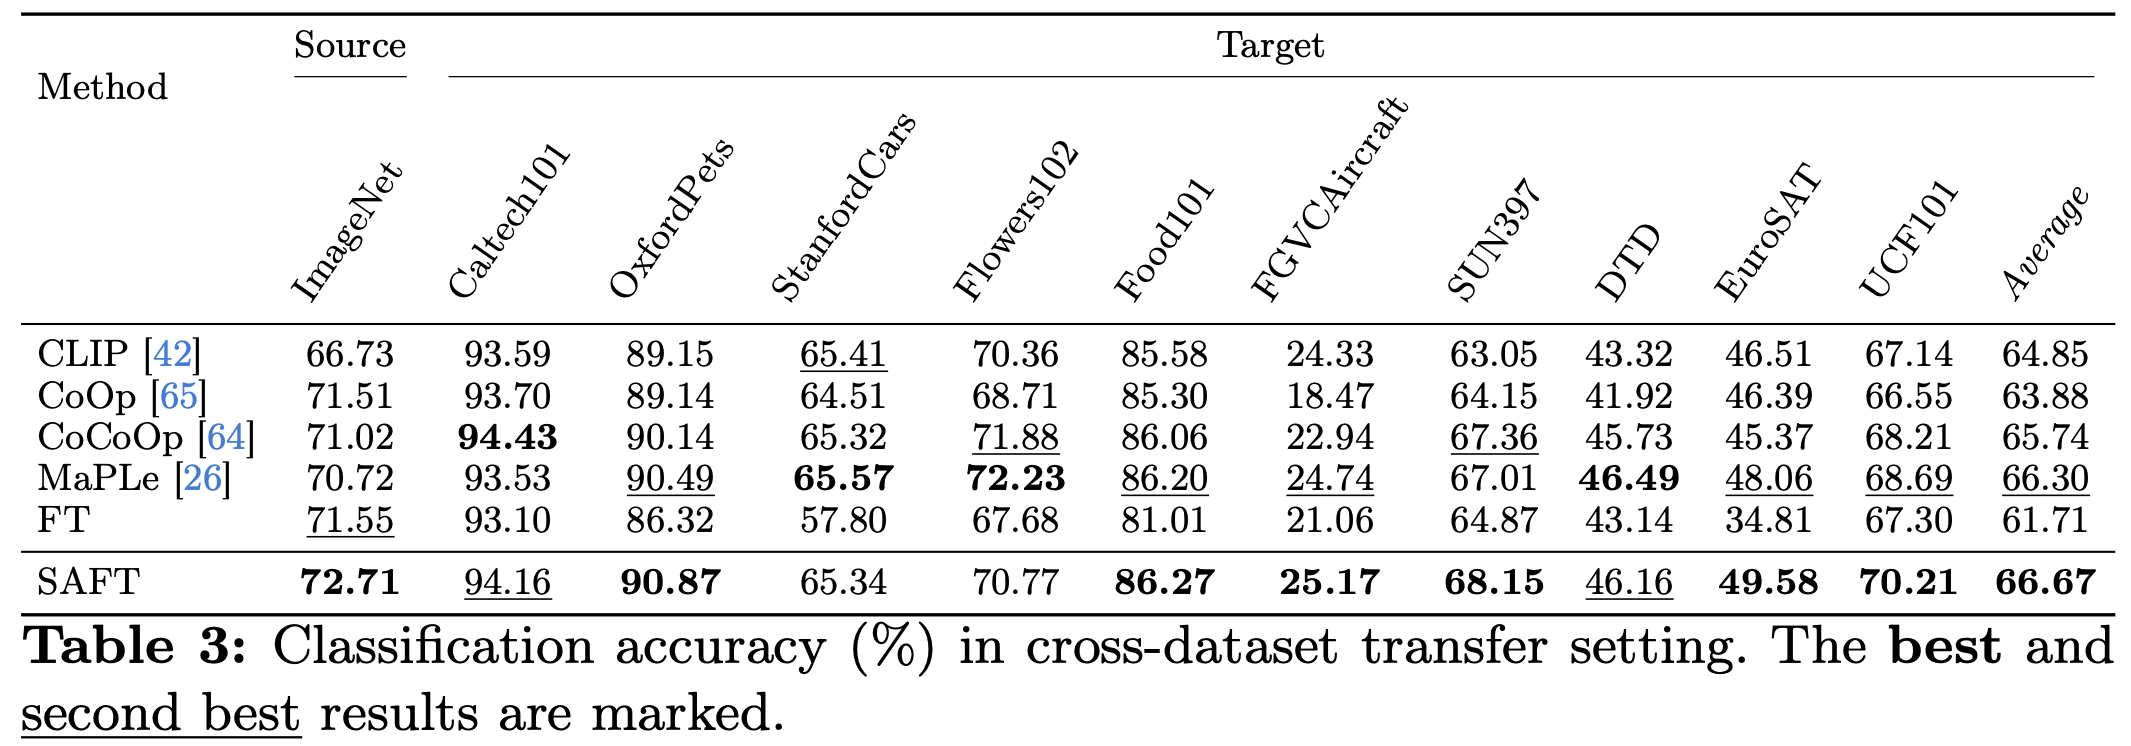 Source Target
Method
ImageNet Caltech101 OxfordPets StanfordCars Flowers102 Food101 FGVCAircraft SUN397 DTD EuroSAT UCF101 Average
CLIP [42] 66.73 93.59 89.15 65.41 70.36 85.58 24.33 63.05 43.32 46.51 67.14 64.85
CoOp [65] 71.51 93.70 89.14 64.51 68.71 85.30 18.47 64.15 41.92 46.39 66.55 63.88
CoCoOp [64] 71.02 94.43 90.14 65.32 71.88 86.06 22.94 67.36 45.73 45.37 68.21 65.74
MaPLe [26] 70.72 93.53 90.49 65.57 72.23 86.20 24.74 67.01 46.49 48.06 68.69 66.30
FT 71.55 93.10 86.32 57.80 67.68 81.01 21.06 64.87 43.14 34.81 67.30 61.71
SAFT 72.71 94.16 90.87 65.34 70.77 86.27 25.17 68.15 46.16 49.58 70.21 66.67
Table 3: Classification accuracy (%) in cross-dataset transfer setting. The best and
second best results are marked.